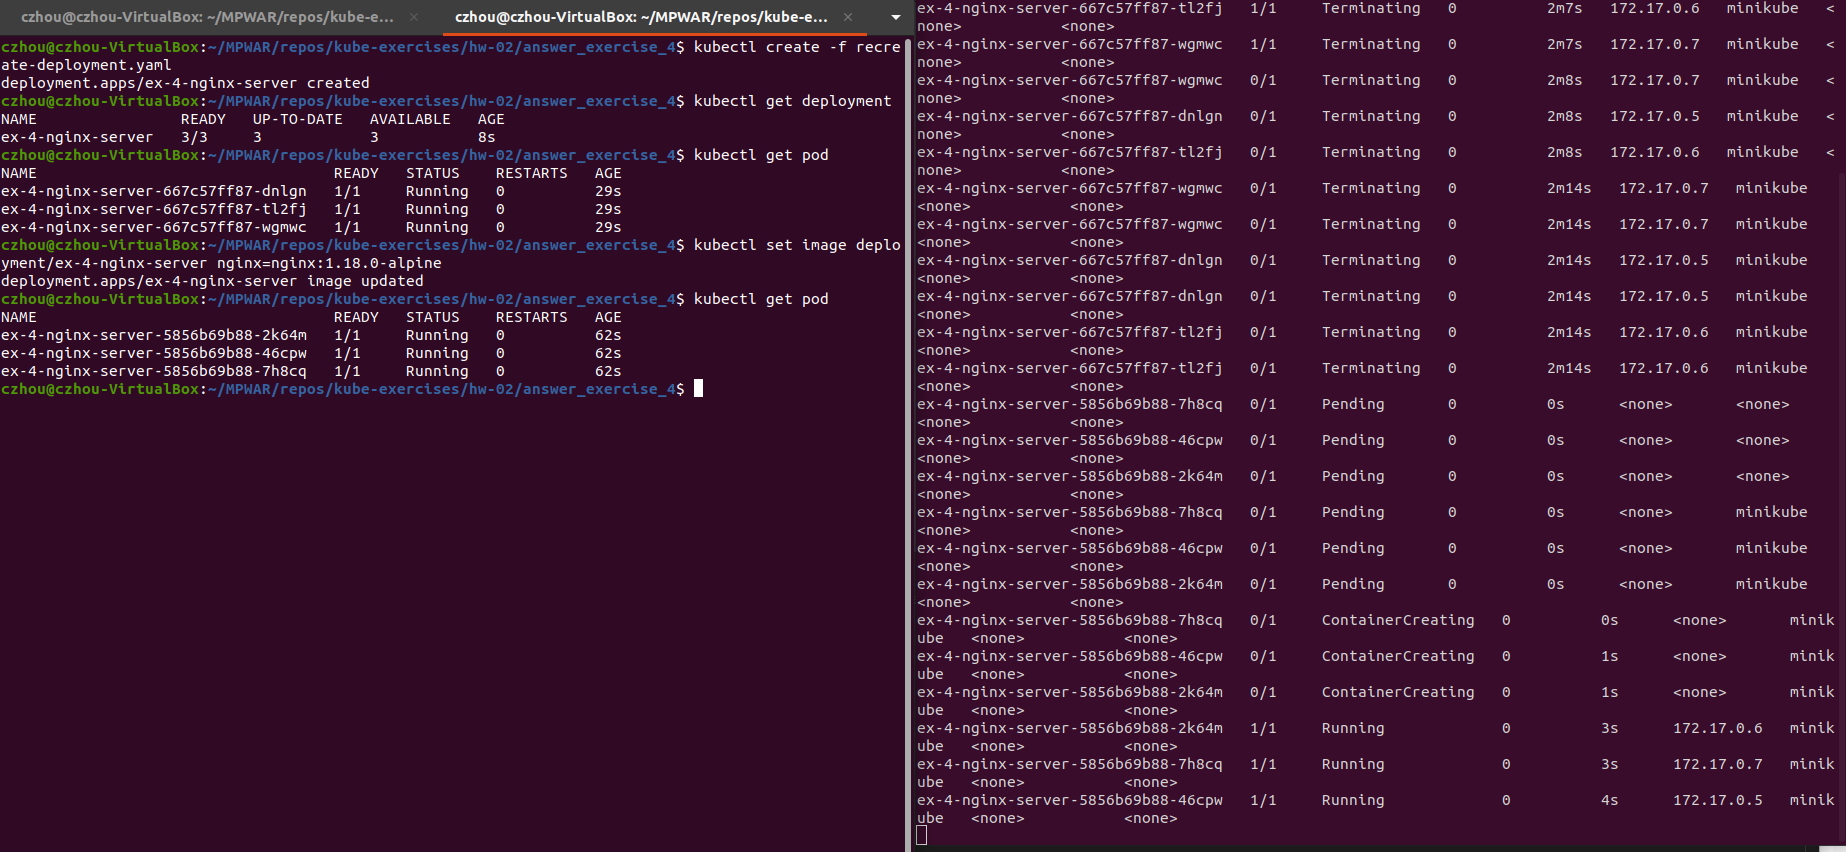 czhou@czhou-VirtualBox: ~/MPWAR/repos/kube-e...
czhou@czhou-VirtualBox: ~/MPWAR/repos/kube-e...
czhou@czhou-VirtualBox:~/MPWAR/repos/kube-exercises/hw-02/answer_exercise_4$ kubectl create -f recre
ate-deployment.yaml
deployment.apps/ex-4-nginx-server created
czhou@czhou-VirtualBox:~/MPWAR/repos/kube-exercises/hw-02/answer_exercise_4$ kubectl get deployment
NAME READY UP-TO-DATE AVAILABLE AGE
ex-4-nginx-server 3/3 3 3 8s
czhou@czhou-VirtualBox:~/MPWAR/repos/kube-exercises/hw-02/answer_exercise_4$ kubectl get pod
NAME READY STATUS RESTARTS AGE
ex-4-nginx-server-667c57ff87-dnlgn 1/1 Running 0 29s
ex-4-nginx-server-667c57ff87-tl2fj 1/1 Running 0 29s
ex-4-nginx-server-667c57ff87-wgmwc 1/1 Running 0 29s
czhou@czhou-VirtualBox:~/MPWAR/repos/kube-exercises/hw-02/answer_exercise_4$ kubectl set image deplo
yment/ex-4-nginx-server nginx=nginx:1.18.0-alpine
deployment.apps/ex-4-nginx-server image updated
czhou@czhou-VirtualBox:~/MPWAR/repos/kube-exercises/hw-02/answer_exercise_4$ kubectl get pod
NAME READY STATUS RESTARTS AGE
ex-4-nginx-server-5856b69b88-2k64m 1/1 Running 0 62s
ex-4-nginx-server-5856b69b88-46cpw 1/1 Running 0 62s
ex-4-nginx-server-5856b69b88-7h8cq 1/1 Running 0 62s
czhou@czhou-VirtualBox:~/MPWAR/repos/kube-exercises/hw-02/answer_exercise_4$
ex-4-nginx-server-667c57ff87-tl2fj 1/1 Terminating 0 2m7s 172.17.0.6 minikube <
none> <none>
ex-4-nginx-server-667c57ff87-wgmwc 1/1 Terminating 0 2m7s 172.17.0.7 minikube <
none> <none>
ex-4-nginx-server-667c57ff87-wgmwc 0/1 Terminating 0 2m8s 172.17.0.7 minikube <
none> <none>
ex-4-nginx-server-667c57ff87-dnlgn 0/1 Terminating 0 2m8s 172.17.0.5 minikube <
none> <none>
ex-4-nginx-server-667c57ff87-tl2fj 0/1 Terminating 0 2m8s 172.17.0.6 minikube <
none> <none>
ex-4-nginx-server-667c57ff87-wgmwc 0/1 Terminating 0 2m14s 172.17.0.7 minikube
<none> <none>
ex-4-nginx-server-667c57ff87-wgmwc 0/1 Terminating 0 2m14s 172.17.0.7 minikube
<none> <none>
ex-4-nginx-server-667c57ff87-dnlgn 0/1 Terminating 0 2m14s 172.17.0.5 minikube
<none> <none>
ex-4-nginx-server-667c57ff87-dnlgn 0/1 Terminating 0 2m14s 172.17.0.5 minikube
<none> <none>
ex-4-nginx-server-667c57ff87-tl2fj 0/1 Terminating 0 2m14s 172.17.0.6 minikube
<none> <none>
ex-4-nginx-server-667c57ff87-tl2fj 0/1 Terminating 0 2m14s 172.17.0.6 minikube
<none> <none>
ex-4-nginx-server-5856b69b88-7h8cq 0/1 Pending 0 0s <none> <none>
<none> <none>
ex-4-nginx-server-5856b69b88-46cpw 0/1 Pending 0 0s <none> <none>
<none> <none>
ex-4-nginx-server-5856b69b88-2k64m 0/1 Pending 0 0s <none> <none>
<none> <none>
ex-4-nginx-server-5856b69b88-7h8cq 0/1 Pending 0 0s <none> minikube
<none> <none>
ex-4-nginx-server-5856b69b88-46cpw 0/1 Pending 0 0s <none> minikube
<none> <none>
ex-4-nginx-server-5856b69b88-2k64m 0/1 Pending 0 0s <none> minikube
<none> <none>
ex-4-nginx-server-5856b69b88-7h8cq 0/1 ContainerCreating 0 0s <none> minik
ube <none> <none>
ex-4-nginx-server-5856b69b88-46cpw 0/1 ContainerCreating 0 1s <none> minik
ube <none> <none>
ex-4-nginx-server-5856b69b88-2k64m 0/1 ContainerCreating 0 1s <none> minik
ube <none> <none>
ex-4-nginx-server-5856b69b88-2k64m 1/1 Running 0 3s 172.17.0.6 minik
ube <none> <none>
ex-4-nginx-server-5856b69b88-7h8cq 1/1 Running 0 3s 172.17.0.7 minik
ube <none> <none>
ex-4-nginx-server-5856b69b88-46cpw 1/1 Running 0 4s 172.17.0.5 minik
ube <none> <none>